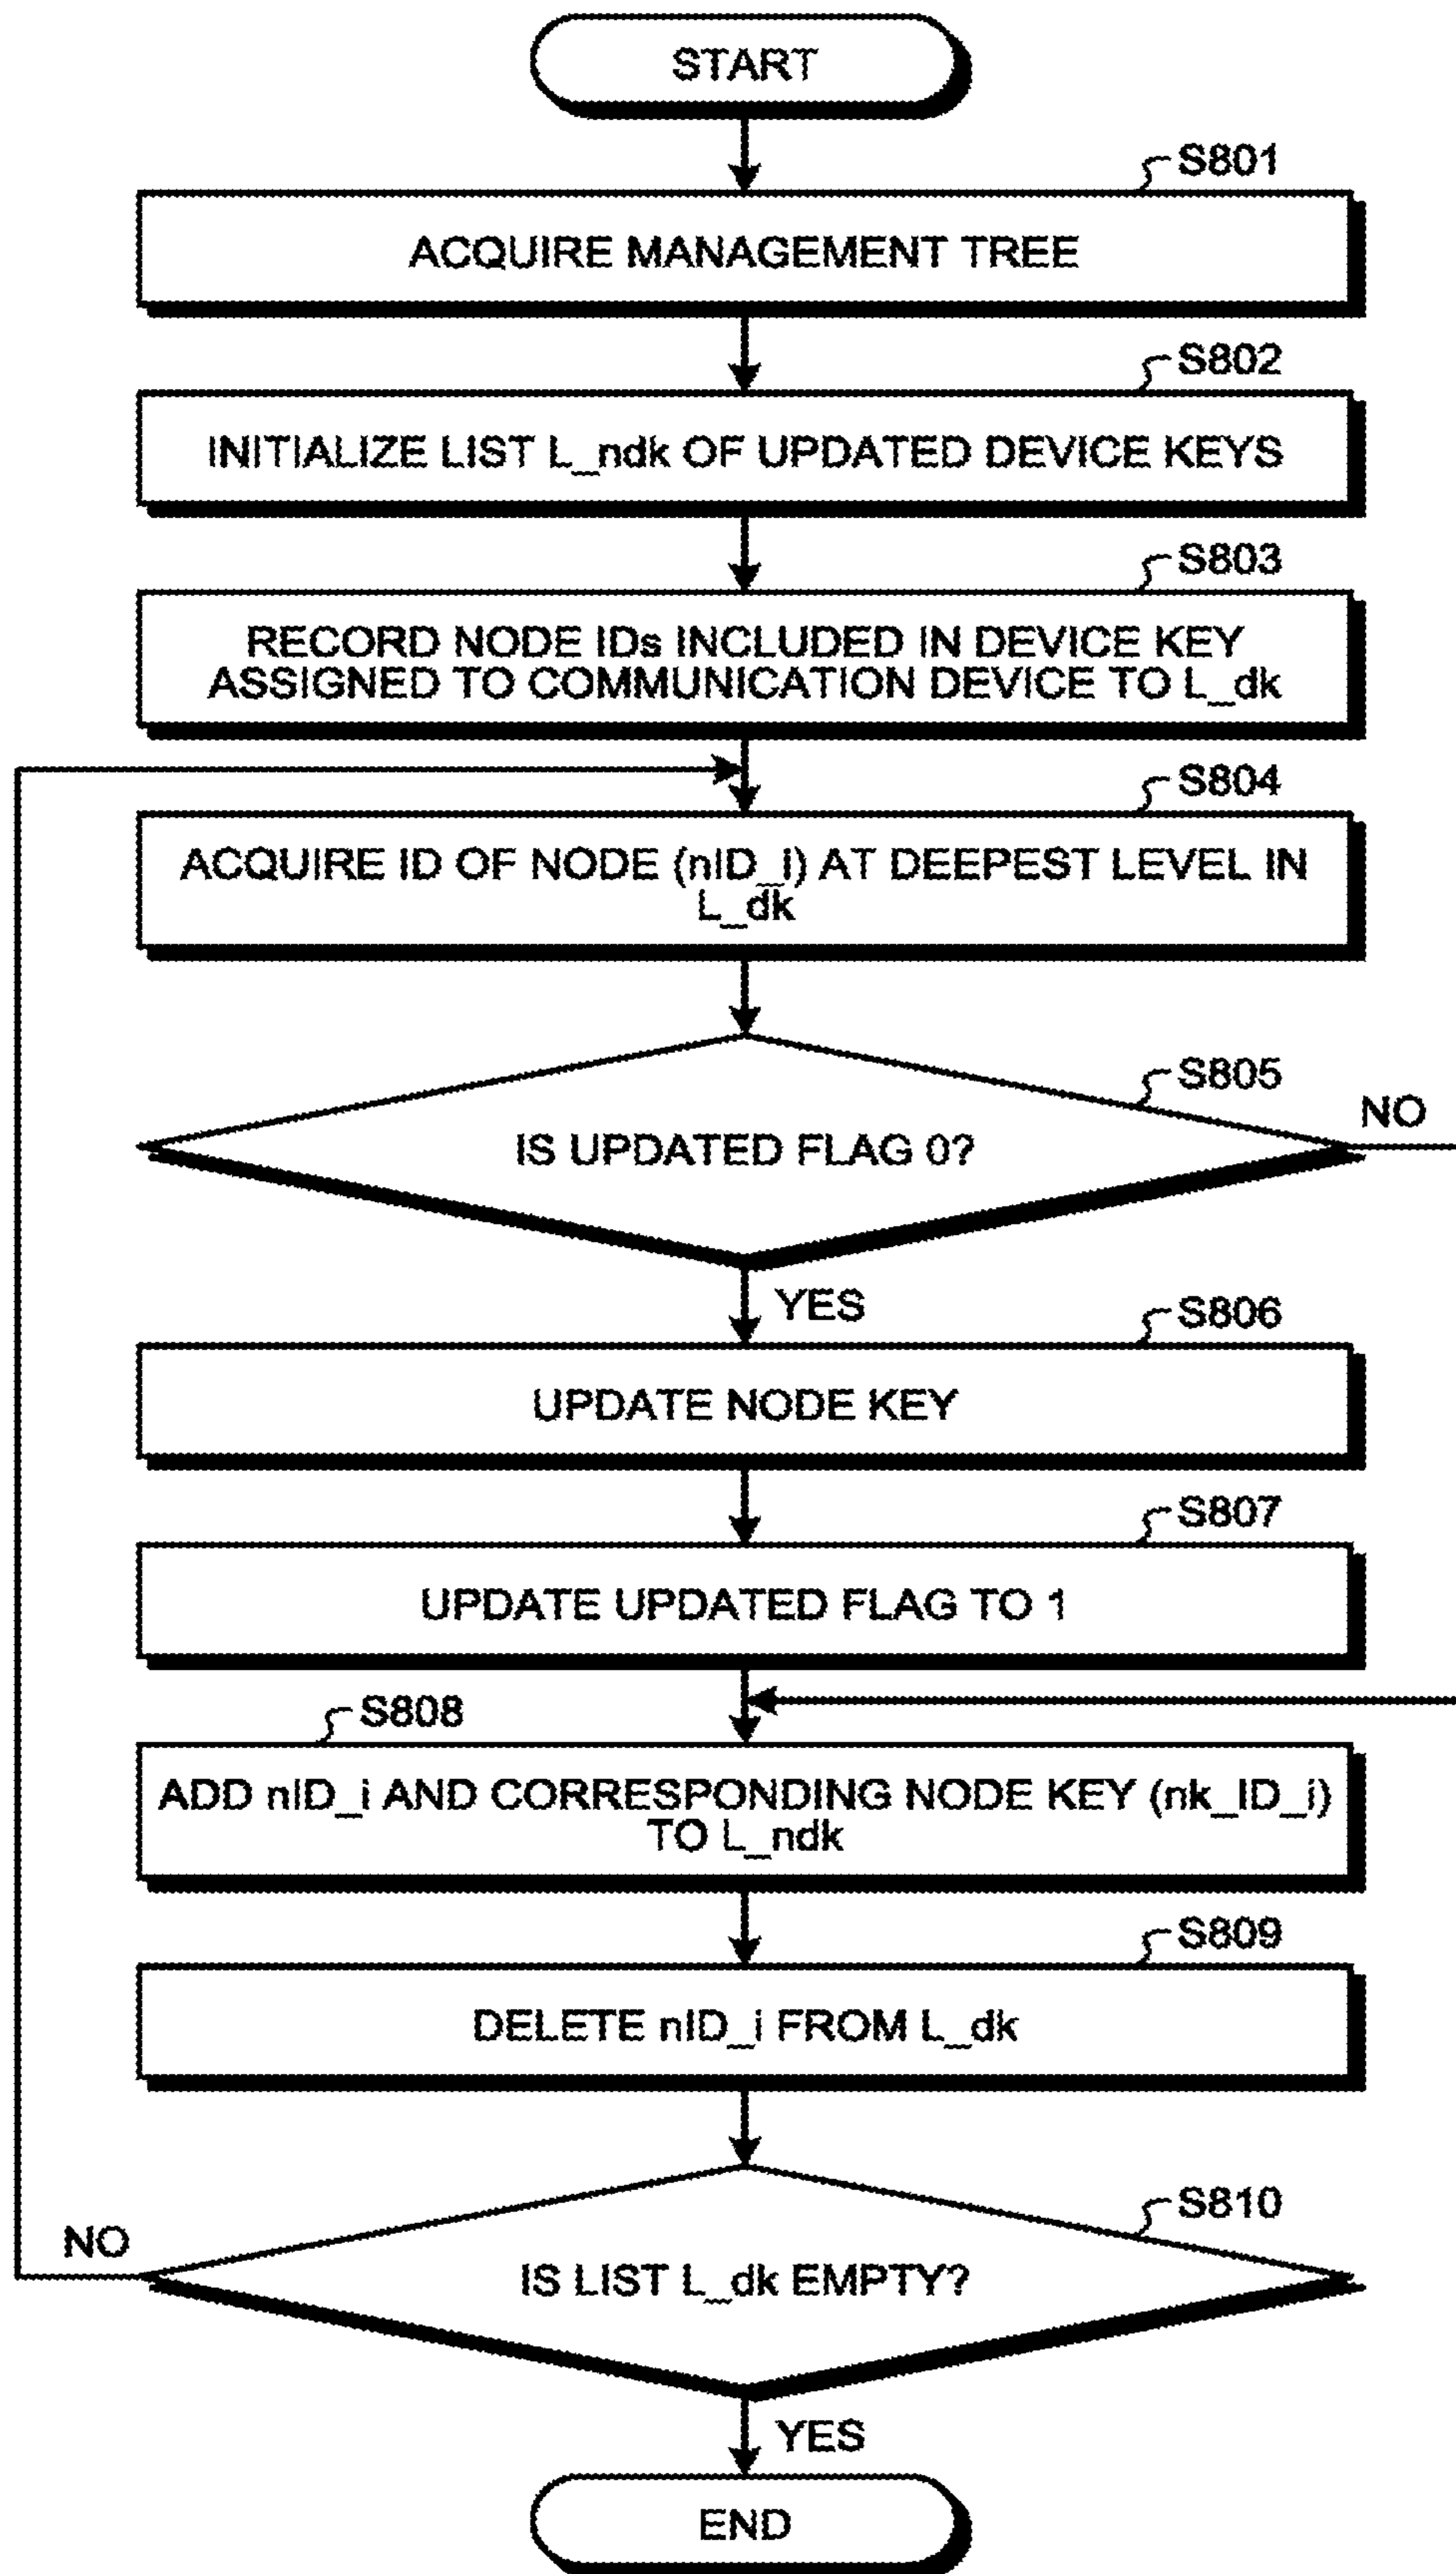 START
S801
ACQUIRE MANAGEMENT TREE
S802
INITIALIZE LIST L_ndk OF UPDATED DEVICE KEYS
S803
RECORD NODE IDs INCLUDED IN DEVICE KEY
ASSIGNED TO COMMUNICATION DEVICE TO L_dk
S804
ACQUIRE ID OF NODE (nID_i) AT DEEPEST LEVEL IN
L_dk
S805
NO
IS UPDATED FLAG 0?
YES
S806
UPDATE NODE KEY
S807
UPDATE UPDATED FLAG TO 1
S808
ADD nID_i AND CORRESPONDING NODE KEY (nk_ID_i)
TO L_ndk
S809
DELETE nID_i FROM L_dk
S810
NO
IS LIST L_dk EMPTY?
YES
END